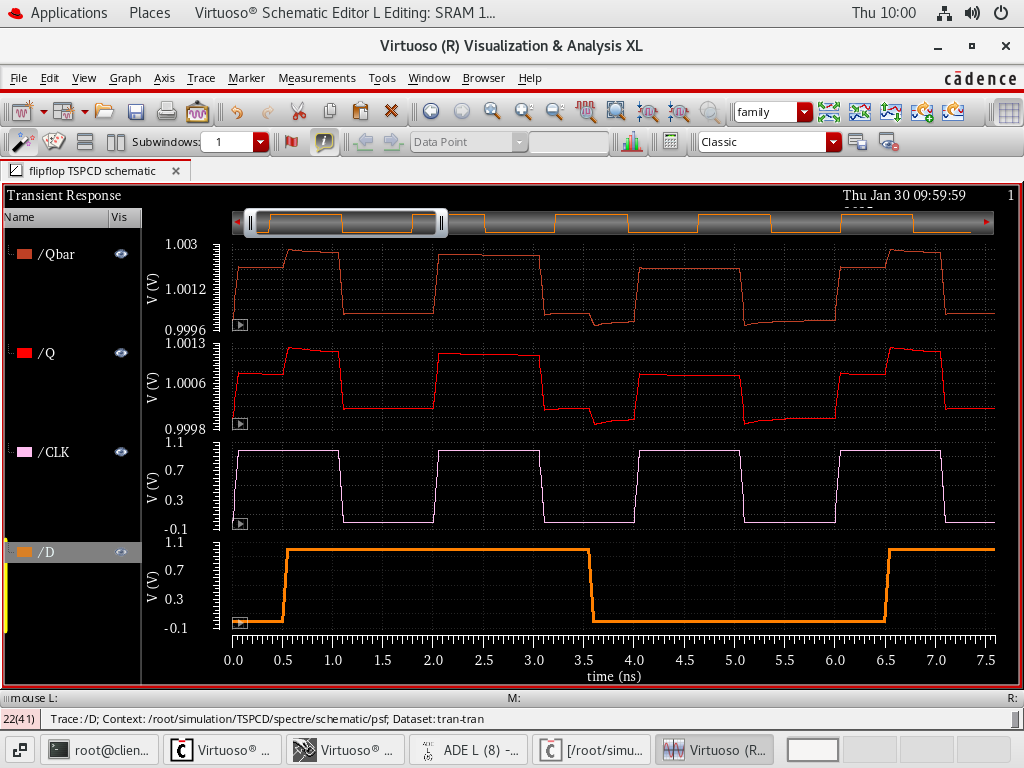 Applications Places Virtuoso® Schematic Editor L Editing: SRAM 1... Thu 10:00
Virtuoso (R) Visualization & Analysis XL
File Edit View Graph Axis Trace Marker Measurements Tools Window Browser Help cādence
family
Subwindows: 1 Data Point Classic
flipflop TSPCD schematic
Transient Response Thu Jan 30 09:59:59 1
Name Vis
/Qbar
V (V)
1.003
1.0012
0.9996
/Q
V (V)
1.0013
1.0006
0.9998
/CLK
V (V)
1.1
0.7
0.3
-0.1
/D
V (V)
1.1
0.7
0.3
-0.1
0.0 0.5 1.0 1.5 2.0 2.5 3.0 3.5 4.0 4.5 5.0 5.5 6.0 6.5 7.0 7.5
time (ns)
mouse L: M: R:
22(41) Trace: /D; Context: /root/simulation/TSPCD/spectre/schematic/psf; Dataset: tran-tran
root@clien... Virtuoso® ... Virtuoso® ... ADE L (8) -... [/root/simu... Virtuoso (R...